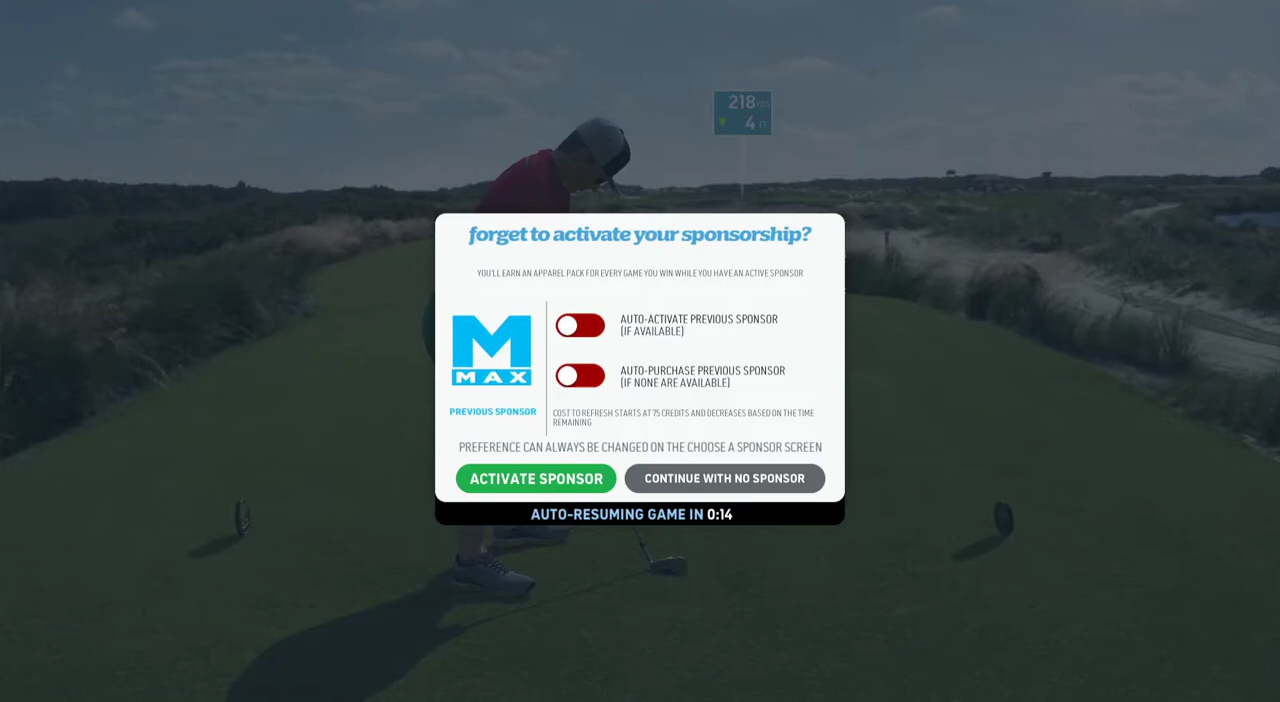 218 YDS
4 FT
forget to activate your sponsorship?
YOU'LL EARN AN APPAREL PACK FOR EVERY GAME YOU WIN WHILE YOU HAVE AN ACTIVE SPONSOR
AUTO-ACTIVATE PREVIOUS SPONSOR
(IF AVAILABLE)
M
MAX
AUTO-PURCHASE PREVIOUS SPONSOR
(IF NONE ARE AVAILABLE)
PREVIOUS SPONSOR
COST TO REFRESH STARTS AT 75 CREDITS AND DECREASES BASED ON THE TIME
REMAINING
PREFERENCE CAN ALWAYS BE CHANGED ON THE CHOOSE A SPONSOR SCREEN
ACTIVATE SPONSOR
CONTINUE WITH NO SPONSOR
AUTO-RESUMING GAME IN 0:14